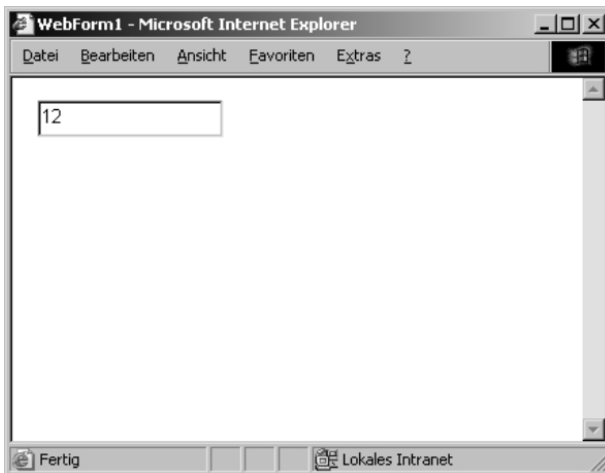 WebForm1 - Microsoft Internet Explorer
Datei Bearbeiten Ansicht Favoriten Extras ?
12
Fertig Lokales Intranet